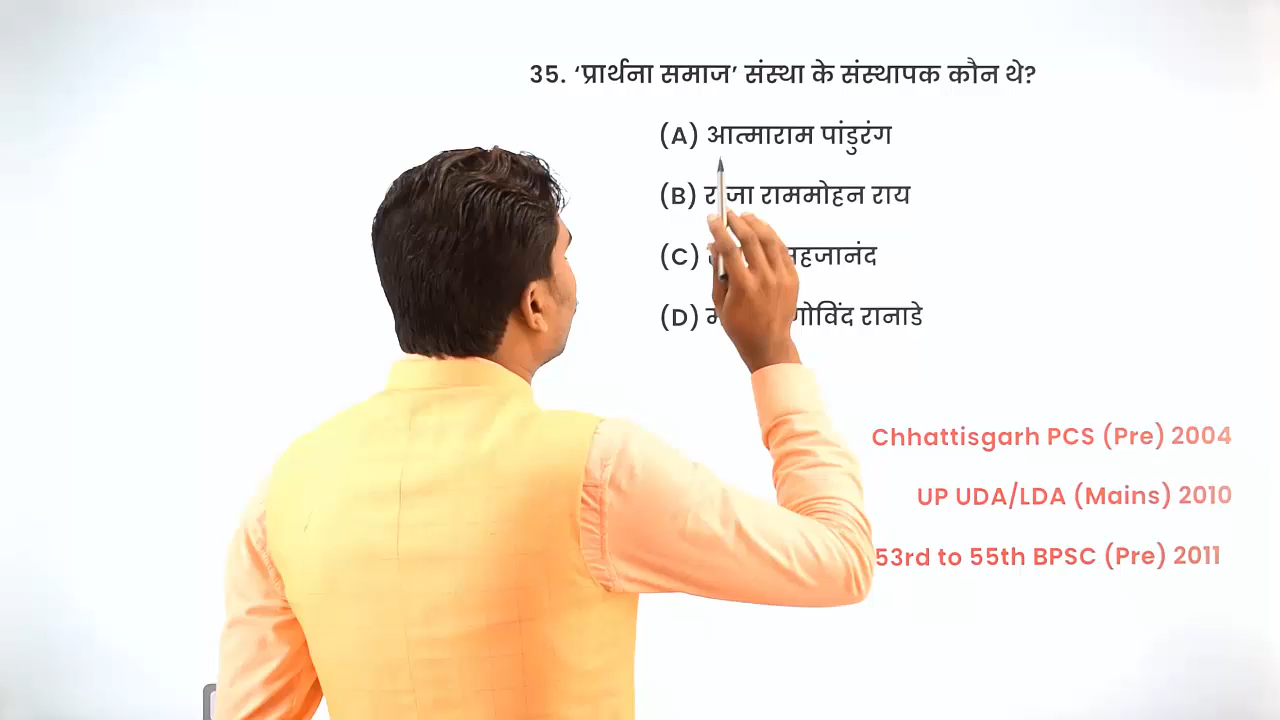 35. ‘प्रार्थना समाज’ संस्था के संस्थापक कौन थे?
(A) आत्माराम पांडुरंग
(B) राजा राममोहन राय
(C) सहजानंद
(D) गोविंद रानाडे
Chhattisgarh PCS (Pre) 2004
UP UDA/LDA (Mains) 2010
53rd to 55th BPSC (Pre) 2011